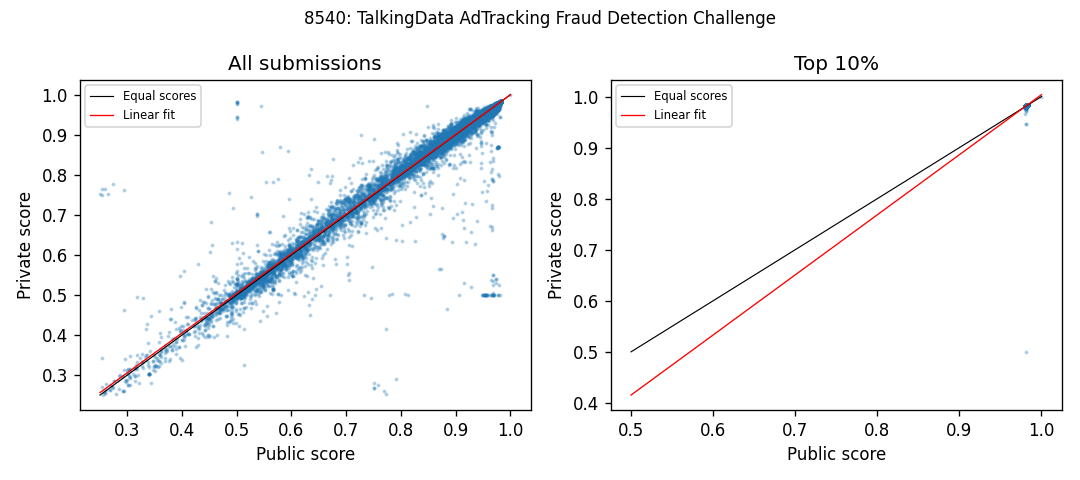 8540: TalkingData AdTracking Fraud Detection Challenge
All submissions
Equal scores
Linear fit
1.0
0.9
0.8
0.7
0.6
0.5
0.4
0.3
Private score
0.3 0.4 0.5 0.6 0.7 0.8 0.9 1.0
Public score
Top 10%
Equal scores
Linear fit
1.0
0.9
0.8
0.7
0.6
0.5
0.4
Private score
0.5 0.6 0.7 0.8 0.9 1.0
Public score